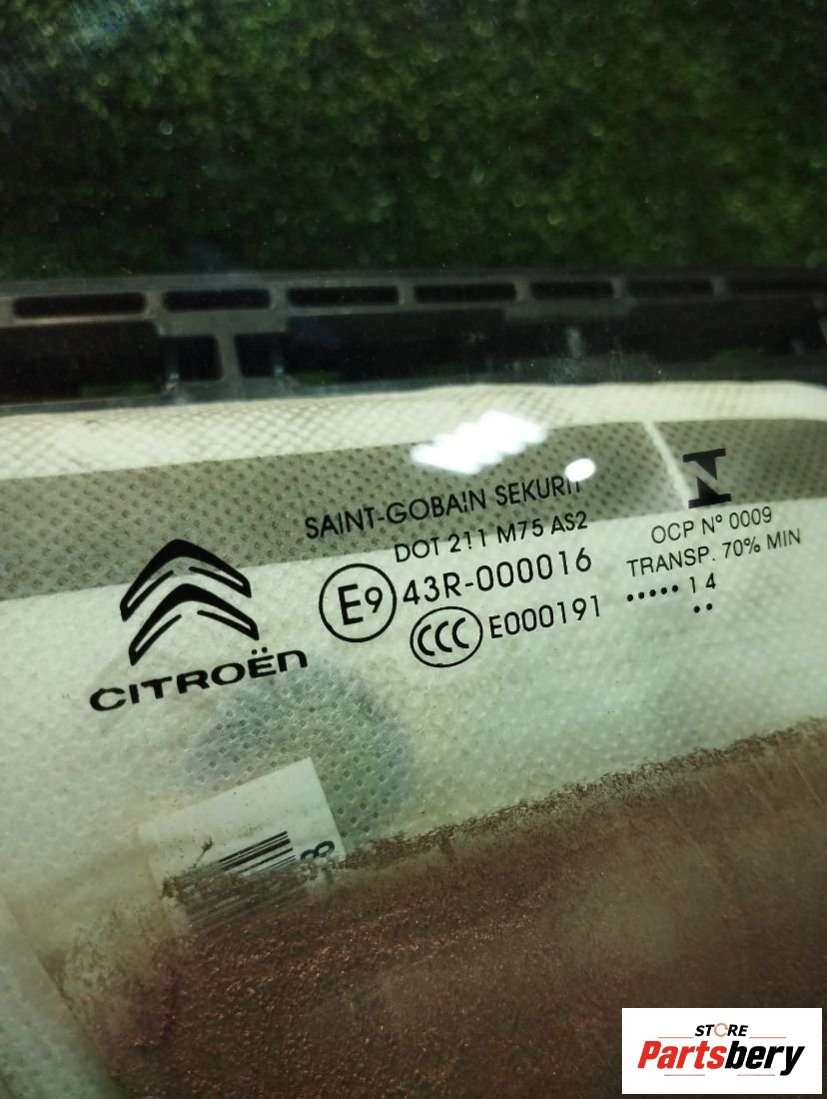 SAINT-GOBAIN SEKURIT
DOT 211 M75 AS2
E9 43R-000016
CCC E000191
CITROËN
N
OCP N° 0009
TRANSP. 70% MIN
••••• 14
••
8
STORE
Partsbery